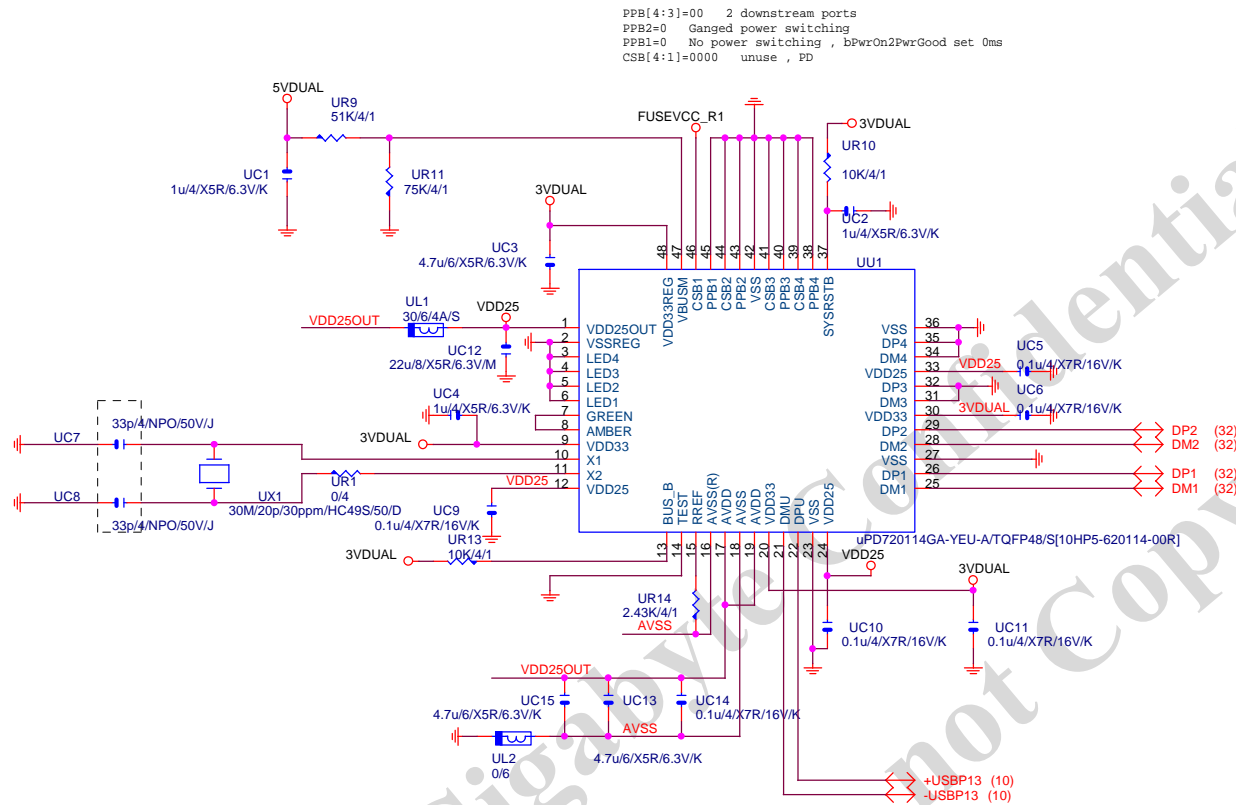 PPB[4:3]=00 2 downstream ports
PPB2=0 Ganged power switching
PPB1=0 No power switching , bPwrOn2PwrGood set 0ms
CSB[4:1]=0000 unuse , PD
5VDUAL
UR9
51K/4/1
UC1
1u/4/X5R/6.3V/K
UR11
75K/4/1
FUSEVCC_R1
3VDUAL
UR10
10K/4/1
UC2
1u/4/X5R/6.3V/K
3VDUAL
UC3
4.7u/6/X5R/6.3V/K
48 47 46 45 44 43 42 41 40 39 38 37
VDD33REG VBUSM CSB1 PPB1 CSB2 PPB2 VSS CSB3 PPB3 CSB4 PPB4 SYSRSTB
UU1
UL1
30/6/4A/S
VDD25OUT
VDD25
UC12
22u/8/X5R/6.3V/M
1 VDD25OUT
2 VSSREG
3 LED4
4 LED3
5 LED2
6 LED1
7 GREEN
8 AMBER
9 VDD33
10 X1
11 X2
12 VDD25
VSS 36
DP4 35
DM4 34
VDD25 33
DP3 32
DM3 31
VDD33 30
DP2 29
DM2 28
VSS 27
DP1 26
DM1 25
VDD25
UC5
0.1u/4/X7R/16V/K
UC6
3VDUAL
0.1u/4/X7R/16V/K
DP2 (32)
DM2 (32)
DP1 (32)
DM1 (32)
UC4
1u/4/X5R/6.3V/K
3VDUAL
33p/4/NPO/50V/J
UC7
UC8
33p/4/NPO/50V/J
UX1
30M/20p/30ppm/HC49S/50/D
UR1
0/4
VDD25
UC9
0.1u/4/X7R/16V/K
UR13
10K/4/1
3VDUAL
BUS_B TEST RREF AVSS(R) AVDD AVSS AVDD VDD33 DMU DPU VSS VDD25
13 14 15 16 17 18 19 20 21 22 23 24
uPD720114GA-YEU-A/TQFP48/S[10HP5-620114-00R]
VDD25
3VDUAL
UR14
2.43K/4/1
AVSS
UC10
0.1u/4/X7R/16V/K
UC11
0.1u/4/X7R/16V/K
VDD25OUT
UC15
4.7u/6/X5R/6.3V/K
UC13
UC14
0.1u/4/X7R/16V/K
AVSS
UL2
0/6
4.7u/6/X5R/6.3V/K
+USBP13 (10)
-USBP13 (10)
Gigabyte Confidentia
not Copy